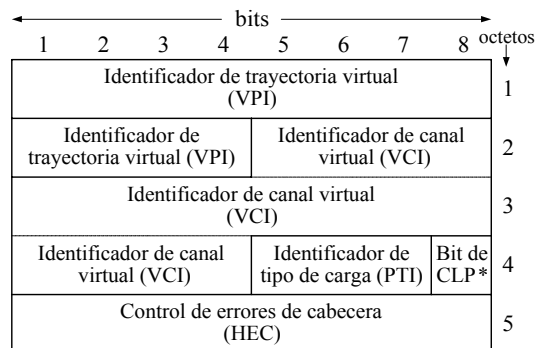 bits
1 2 3 4 5 6 7 8 octetos
Identificador de trayectoria virtual
(VPI)
1
Identificador de
trayectoria virtual (VPI)
Identificador de canal
virtual (VCI)
2
Identificador de canal virtual
(VCI)
3
Identificador de canal
virtual (VCI)
Identificador de
tipo de carga (PTI)
Bit de
CLP*
4
Control de errores de cabecera
(HEC)
5